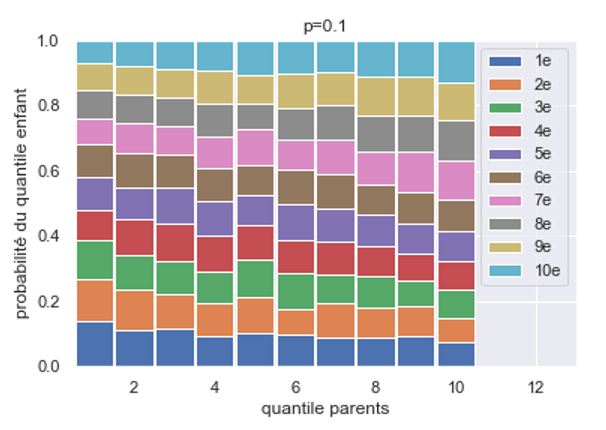 p=0.1
1.0
0.8
0.6
0.4
0.2
0.0
probabilité du quantile enfant
2
4
6
8
10
12
quantile parents
1e
2e
3e
4e
5e
6e
7e
8e
9e
10e